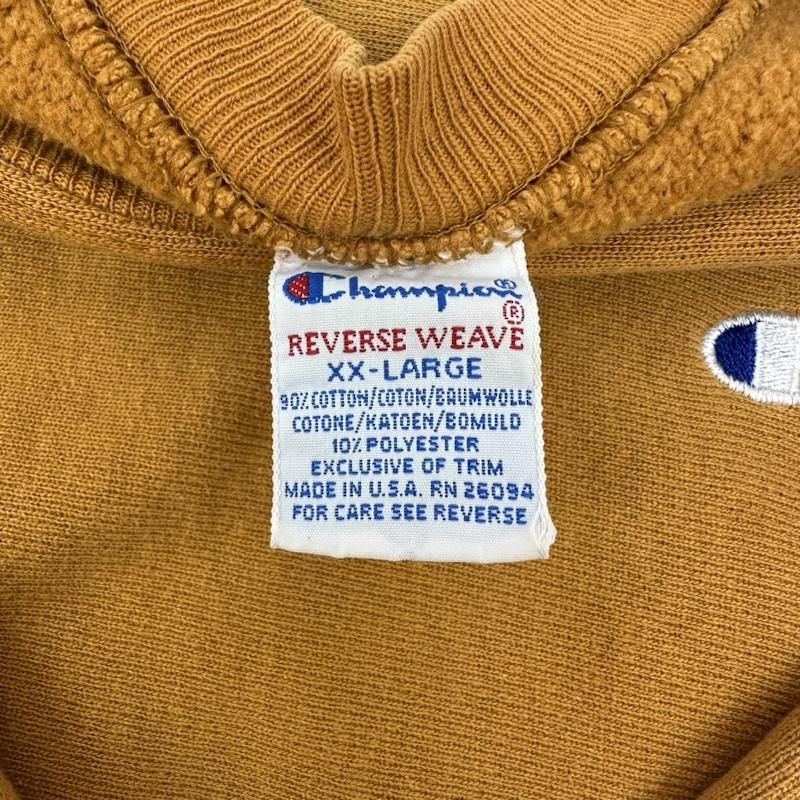 Champion®
REVERSE WEAVE
XX-LARGE
90% COTTON/COTON/BAUMWOLLE
COTONE/KATOEN/BOMULD
10% POLYESTER
EXCLUSIVE OF TRIM
MADE IN U.S.A. RN 26094
FOR CARE SEE REVERSE